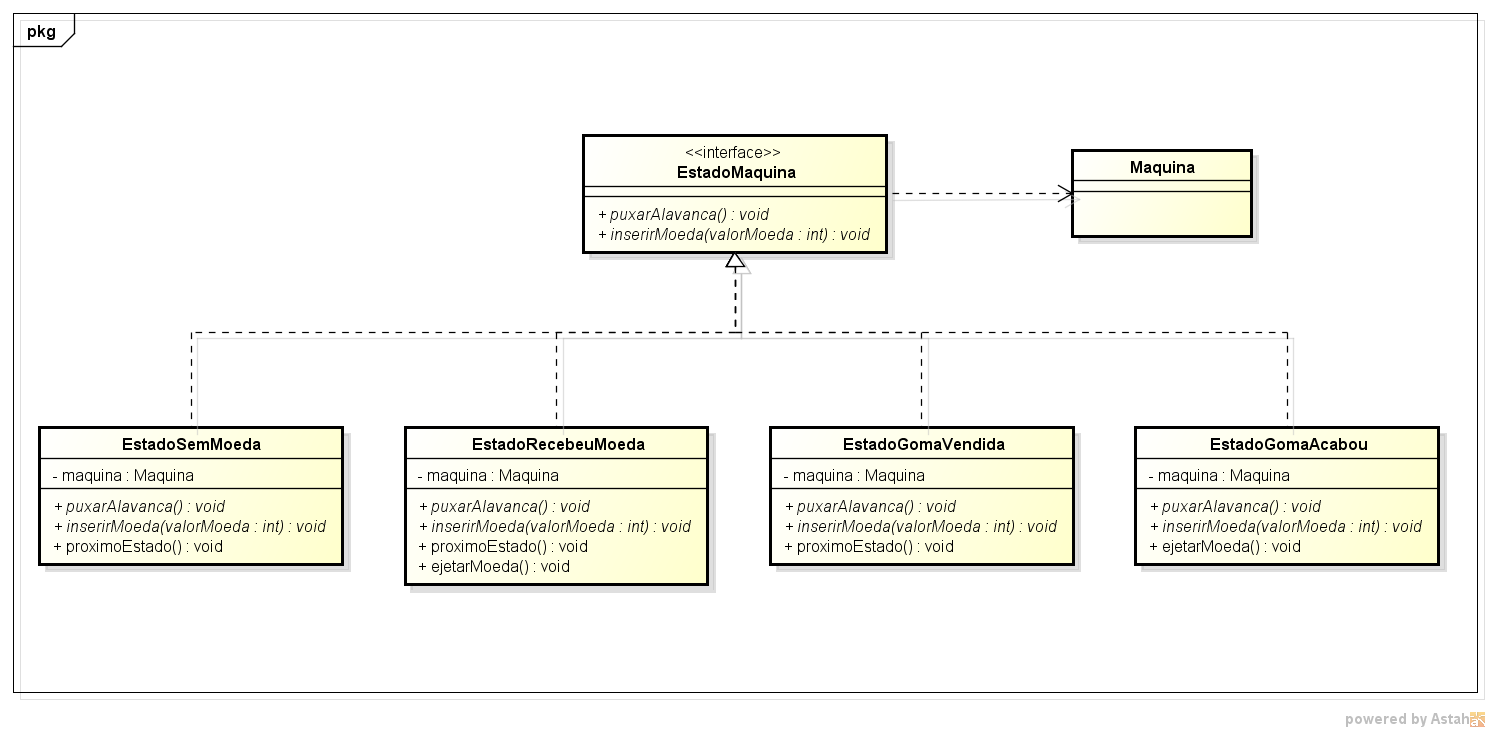 pkg
<<interface>>
EstadoMaquina
+ puxarAlavanca() : void
+ inserirMoeda(valorMoeda : int) : void
Maquina
EstadoSemMoeda
- maquina : Maquina
+ puxarAlavanca() : void
+ inserirMoeda(valorMoeda : int) : void
+ proximoEstado() : void
EstadoRecebeuMoeda
- maquina : Maquina
+ puxarAlavanca() : void
+ inserirMoeda(valorMoeda : int) : void
+ proximoEstado() : void
+ ejetarMoeda() : void
EstadoGomaVendida
- maquina : Maquina
+ puxarAlavanca() : void
+ inserirMoeda(valorMoeda : int) : void
+ proximoEstado() : void
EstadoGomaAcabou
- maquina : Maquina
+ puxarAlavanca() : void
+ inserirMoeda(valorMoeda : int) : void
+ ejetarMoeda() : void
powered by Astah